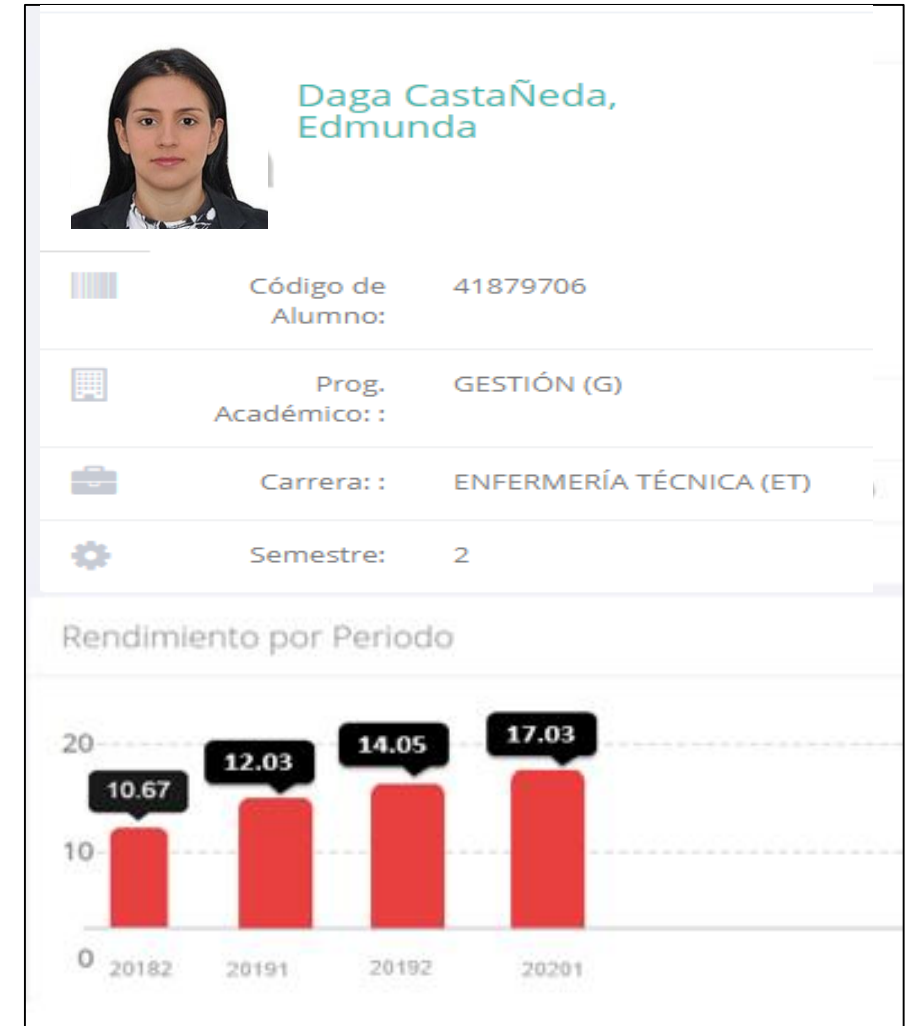 Daga CastaÑeda,
Edmunda
Código de
Alumno:
41879706
Prog.
Académico: :
GESTIÓN (G)
Carrera: :
ENFERMERÍA TÉCNICA (ET)
Semestre:
2
Rendimiento por Periodo
20
10
0
10.67
12.03
14.05
17.03
20182
20191
20192
20201